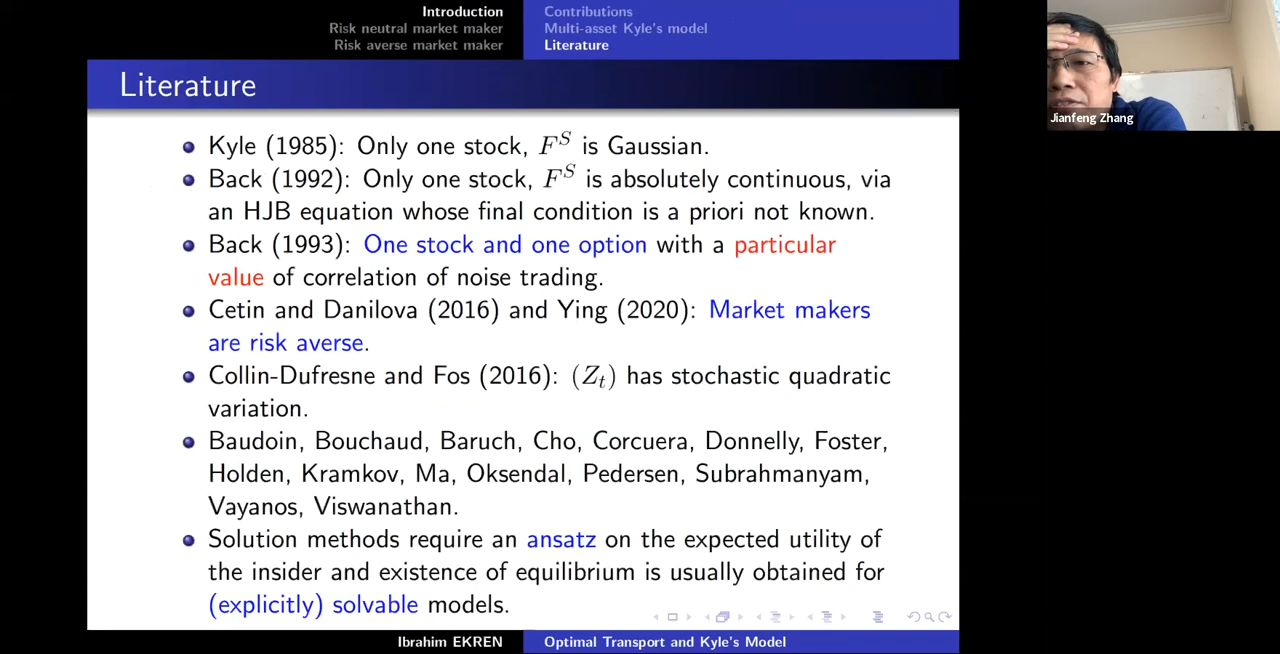 Introduction
Risk neutral market maker
Risk averse market maker
Contributions
Multi-asset Kyle's model
Literature
Literature
Kyle (1985): Only one stock, F^S is Gaussian.
Back (1992): Only one stock, F^S is absolutely continuous, via
an HJB equation whose final condition is a priori not known.
Back (1993): One stock and one option with a particular
value of correlation of noise trading.
Cetin and Danilova (2016) and Ying (2020): Market makers
are risk averse.
Collin-Dufresne and Fos (2016): (Z_t) has stochastic quadratic
variation.
Baudoin, Bouchaud, Baruch, Cho, Corcuera, Donnelly, Foster,
Holden, Kramkov, Ma, Oksendal, Pedersen, Subrahmanyam,
Vayanos, Viswanathan.
Solution methods require an ansatz on the expected utility of
the insider and existence of equilibrium is usually obtained for
(explicitly) solvable models.
Ibrahim EKREN
Optimal Transport and Kyle's Model
Jianfeng Zhang